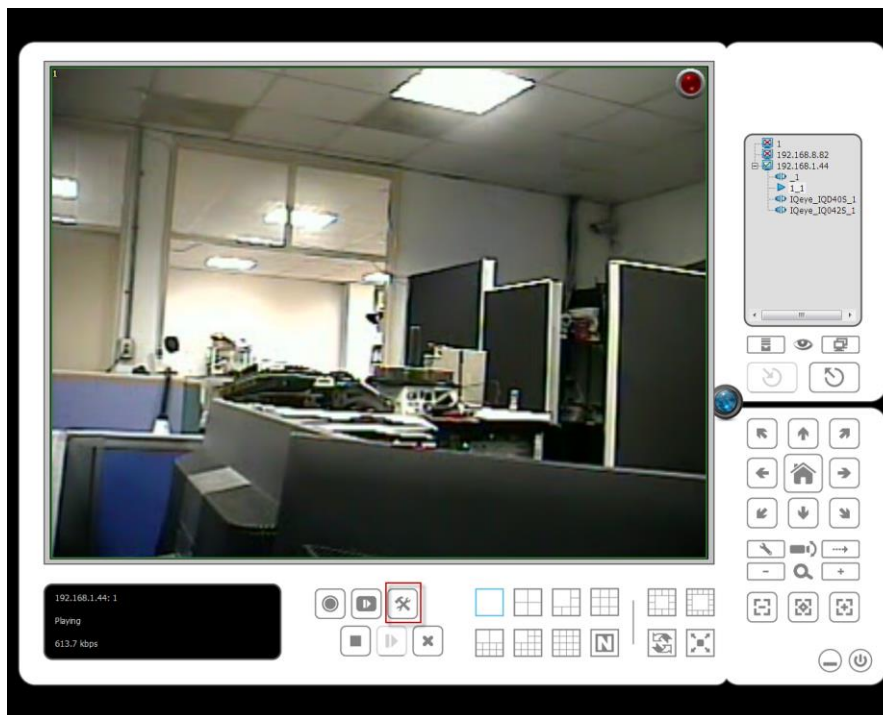 1
1
192.168.8.82
192.168.1.44
_1
1_1
IQeye_IQD40S_1
IQeye_IQ042S_1
192.168.1.44: 1
Playing
613.7 kbps
N